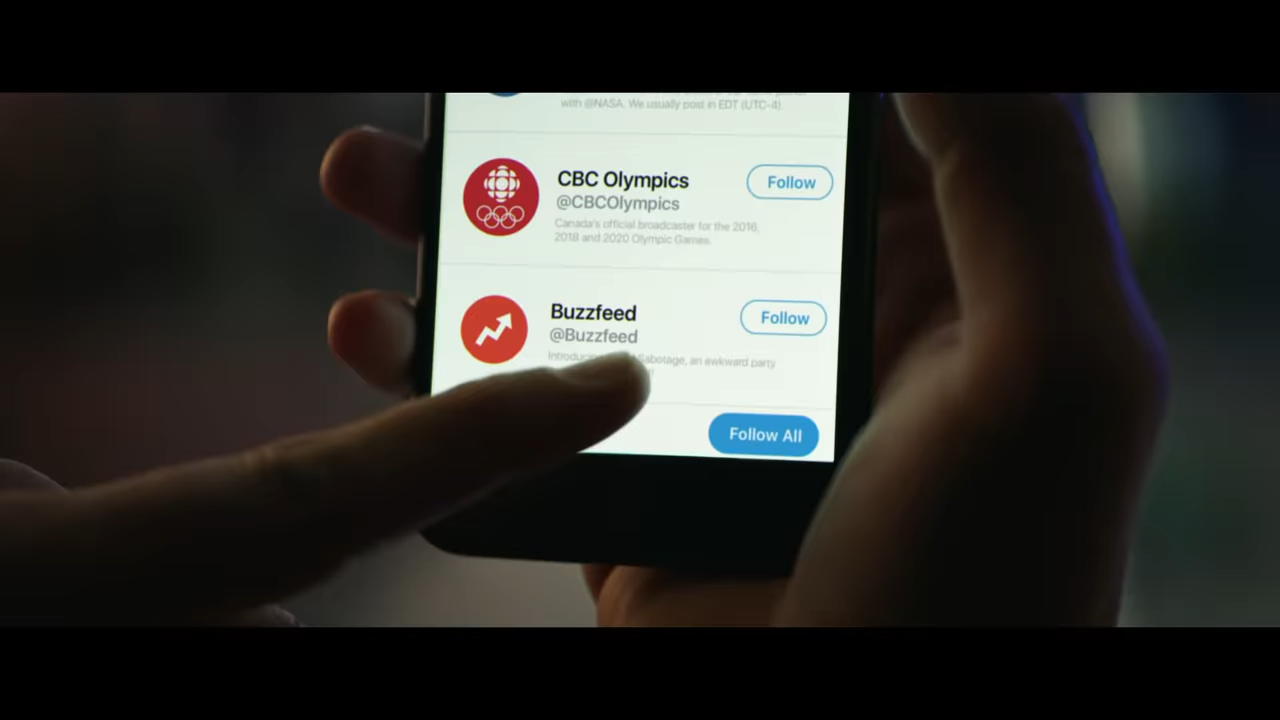 with @NASA. We usually post in EDT (UTC-4).
CBC Olympics
Follow
@CBCOlympics
Canada's official broadcaster for the 2016,
2018 and 2020 Olympic Games.
Buzzfeed
Follow
@Buzzfeed
Sabotage, an awkward party
Follow All